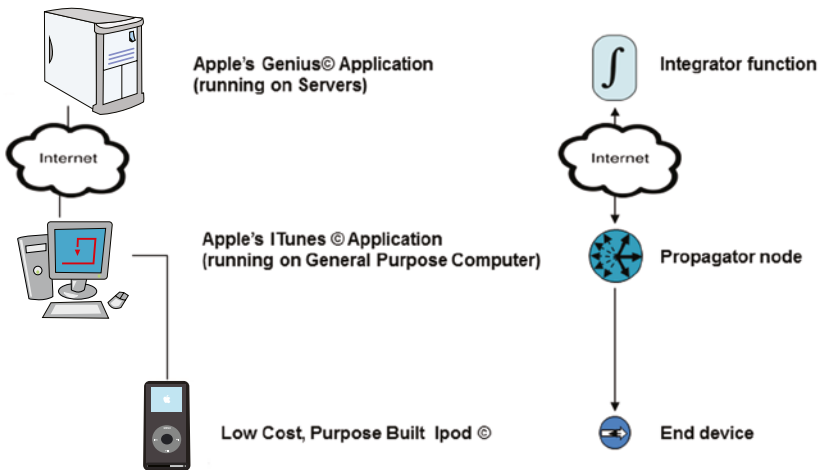 Apple's Genius© Application
(running on Servers)
Integrator function
Internet
Internet
Apple's ITunes © Application
(running on General Purpose Computer)
Propagator node
Low Cost, Purpose Built Ipod ©
End device